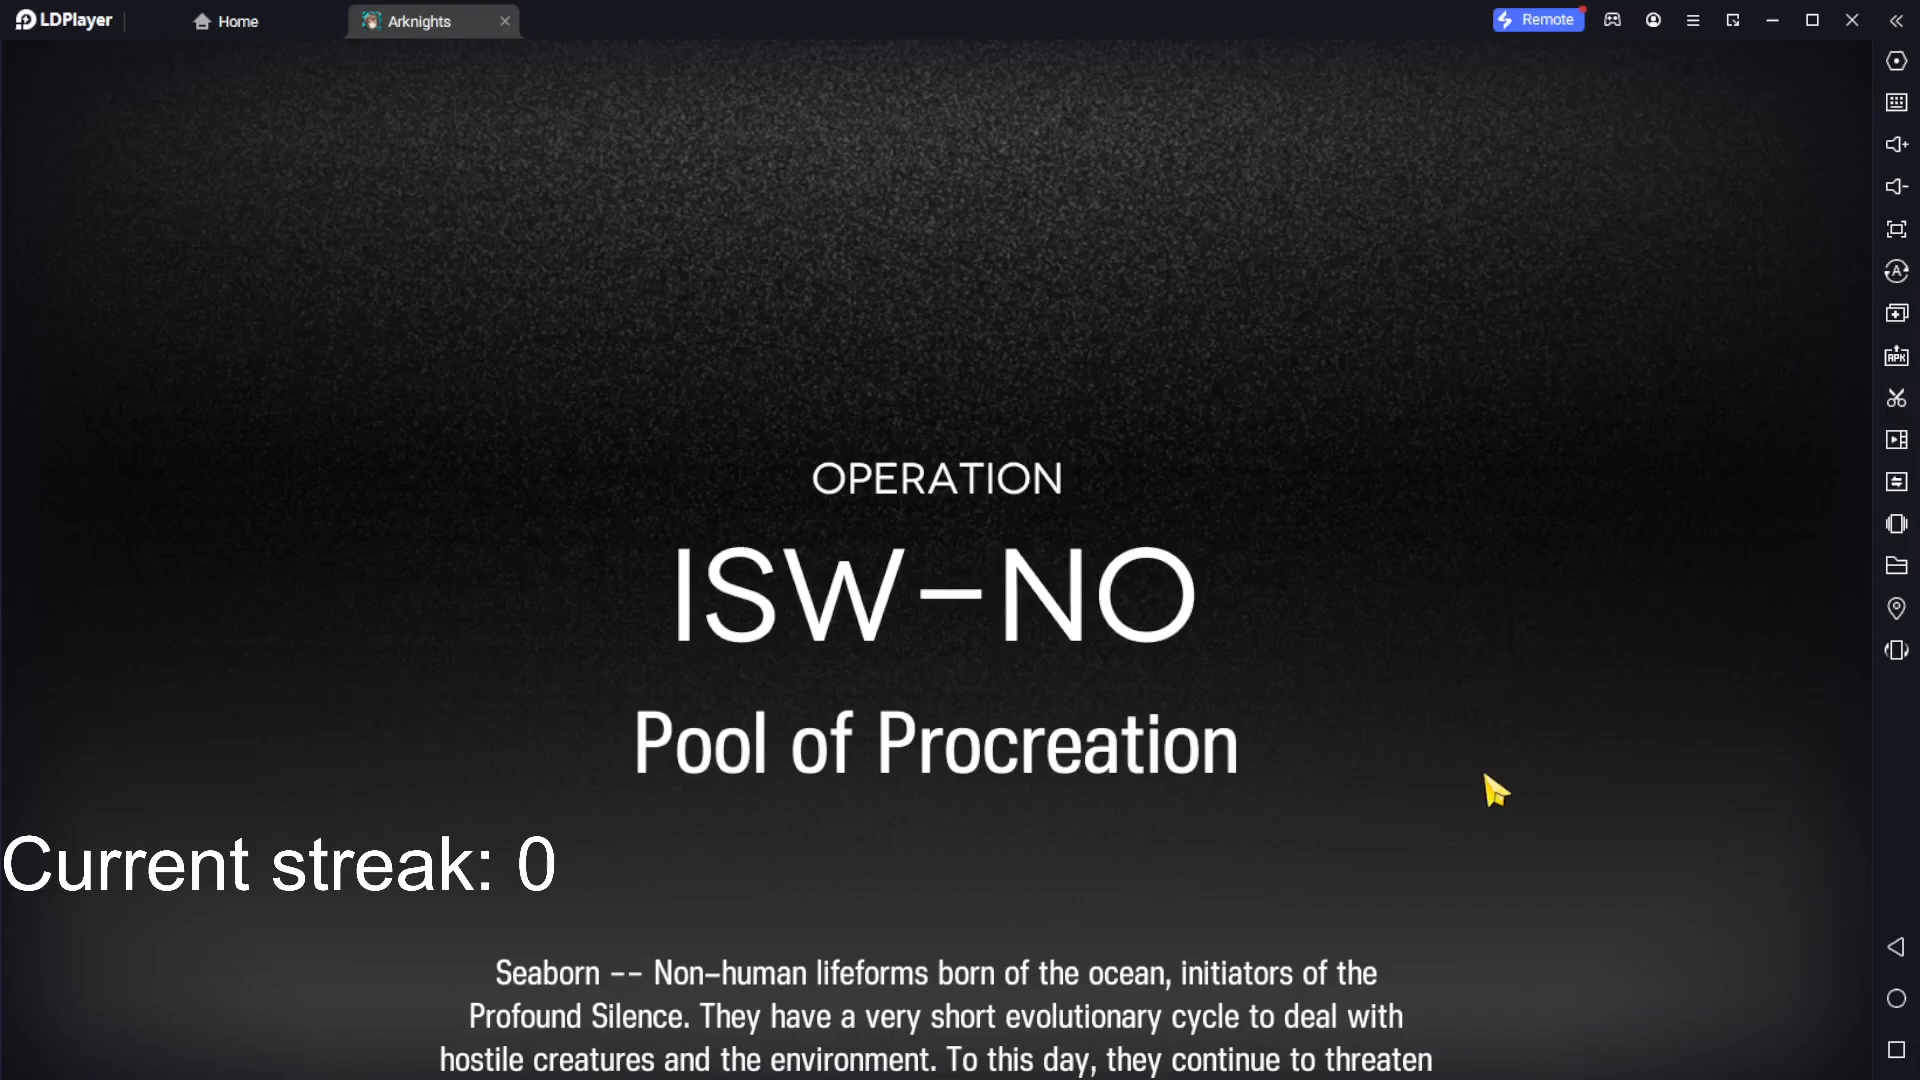 LDPlayer
Home
Arknights
Remote
A
APK
OPERATION
ISW-NO
Pool of Procreation
Current streak: 0
Seaborn -- Non-human lifeforms born of the ocean, initiators of the
Profound Silence. They have a very short evolutionary cycle to deal with
hostile creatures and the environment. To this day, they continue to threaten